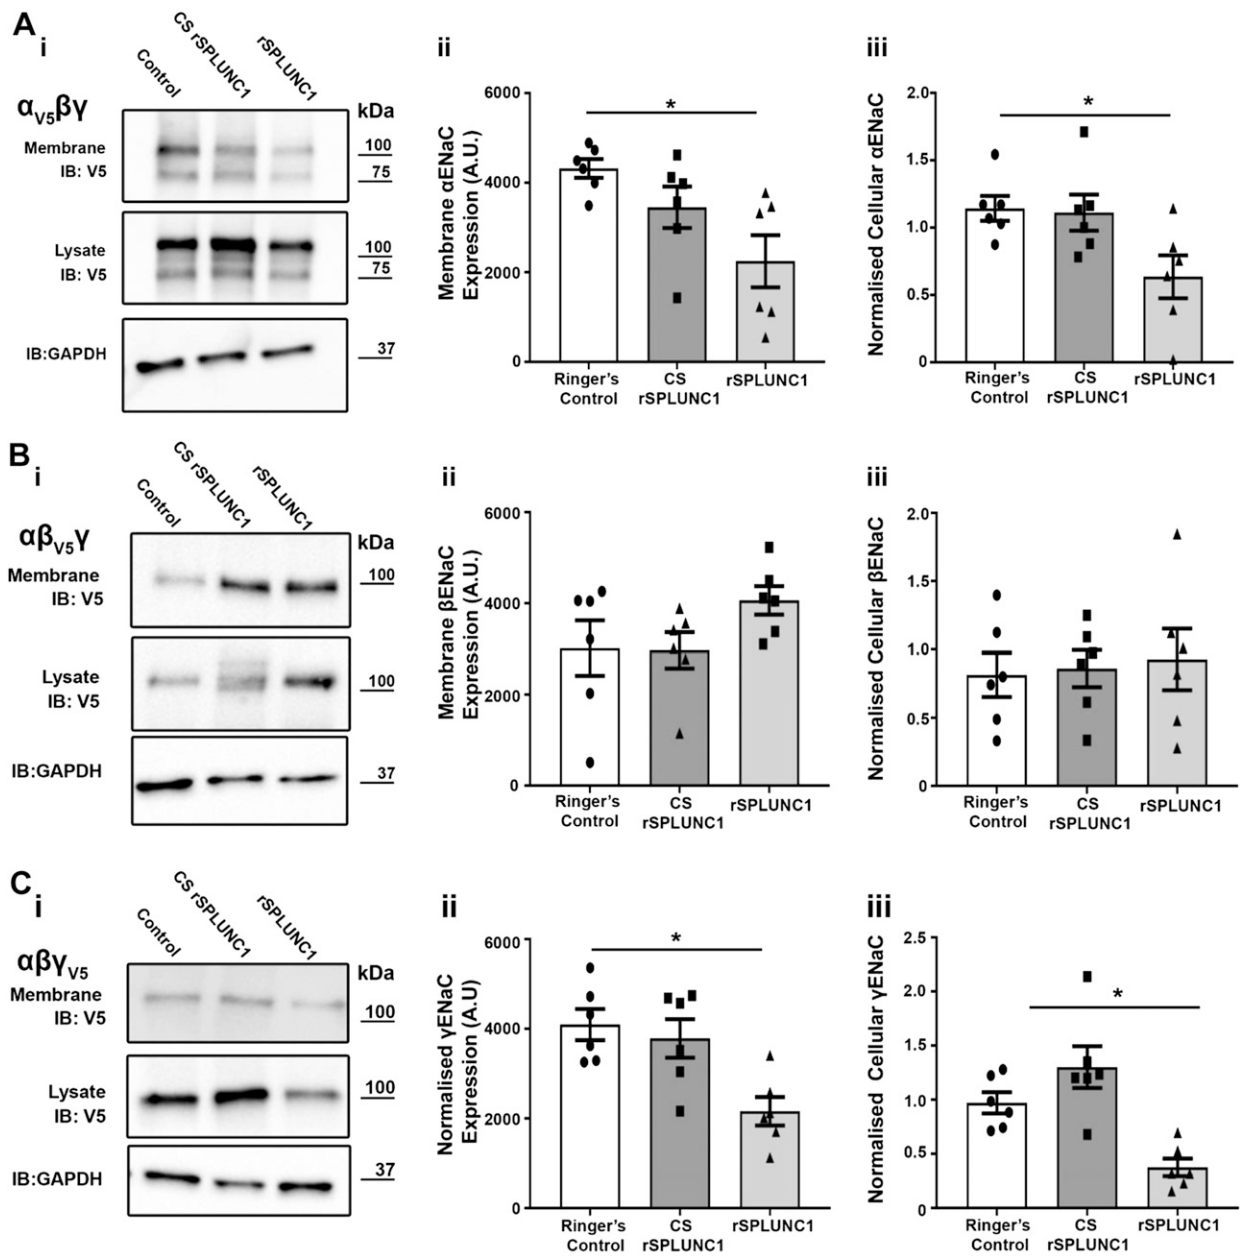 A
i
CS rSPLUNC1
Control
rSPLUNC1
αV5βγ
kDa
Membrane
IB: V5
100
75
Lysate
IB: V5
100
75
IB:GAPDH
37
ii
Membrane αENaC
Expression (A.U.)
6000
4000
2000
0
*
Ringer's
Control
CS
rSPLUNC1
rSPLUNC1
iii
Normalised Cellular αENaC
2.0
1.5
1.0
0.5
0
*
Ringer's
Control
CS
rSPLUNC1
rSPLUNC1
B
i
CS rSPLUNC1
Control
rSPLUNC1
αβV5γ
kDa
Membrane
IB: V5
100
Lysate
IB: V5
100
IB:GAPDH
37
ii
Membrane βENaC
Expression (A.U.)
6000
4000
2000
0
Ringer's
Control
CS
rSPLUNC1
rSPLUNC1
iii
Normalised Cellular βENaC
2.0
1.5
1.0
0.5
0
Ringer's
Control
CS
rSPLUNC1
rSPLUNC1
C
i
CS rSPLUNC1
Control
rSPLUNC1
αβγV5
kDa
Membrane
IB: V5
100
Lysate
IB: V5
100
IB:GAPDH
37
ii
Normalised γENaC
Expression (A.U)
6000
4000
2000
0
*
Ringer's
Control
CS
rSPLUNC1
rSPLUNC1
iii
Normalised Cellular γENaC
2.5
2.0
1.5
1.0
0.5
0
*
Ringer's
Control
CS
rSPLUNC1
rSPLUNC1